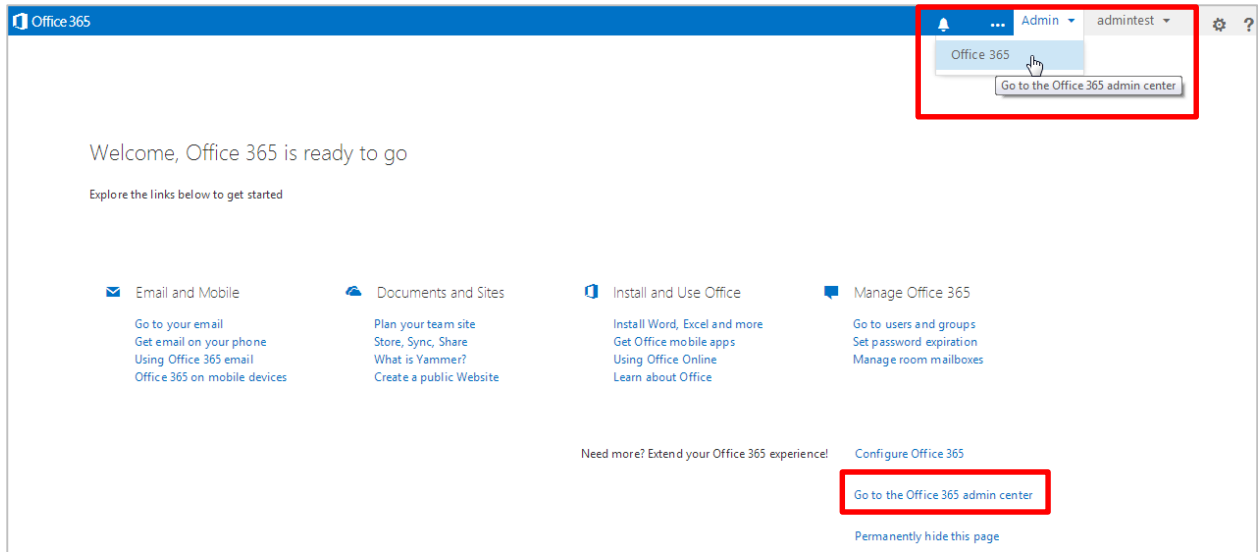 Office 365
... Admin admintest ?
Office 365
Go to the Office 365 admin center
Welcome, Office 365 is ready to go
Explore the links below to get started
Email and Mobile
Go to your email
Get email on your phone
Using Office 365 email
Office 365 on mobile devices
Documents and Sites
Plan your team site
Store, Sync, Share
What is Yammer?
Create a public Website
Install and Use Office
Install Word, Excel and more
Get Office mobile apps
Using Office Online
Learn about Office
Manage Office 365
Go to users and groups
Set password expiration
Manage room mailboxes
Need more? Extend your Office 365 experience! Configure Office 365
Go to the Office 365 admin center
Permanently hide this page